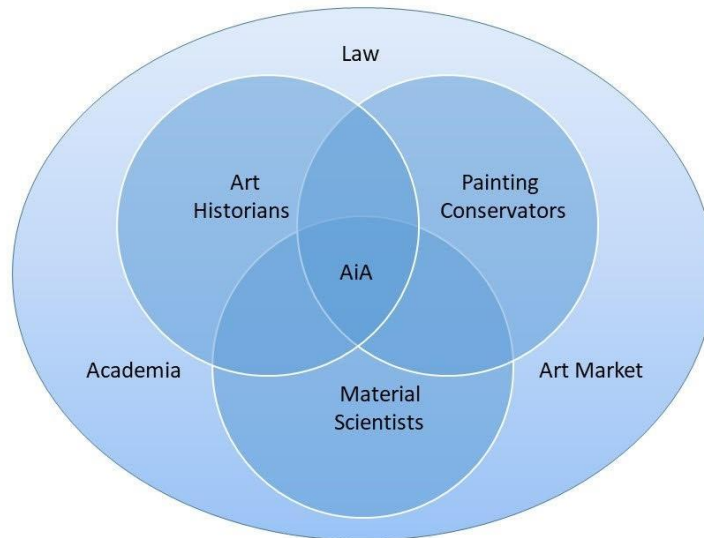 Law
Art
Historians
Painting
Conservators
AiA
Academia
Art Market
Material
Scientists